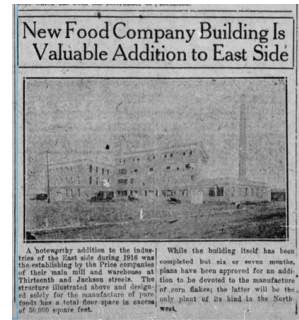 New Food Company Building Is
Valuable Addition to East Side
A noteworthy addition to the indus-
tries of the East side during 1916 was
the establishing by the Price companies
of their main mill and warehouse at
Thirteenth and Jackson streets. The
structure illustrated above and design-
ed solely for the manufacture of pure
foods has a total floor space in excess
of 50,000 square feet.
While the building itself has been
completed but six or seven months,
plans have been approved for an addi-
tion to be devoted to the manufacture
of corn flakes; the latter will be the
only plant of its kind in the North-
west.